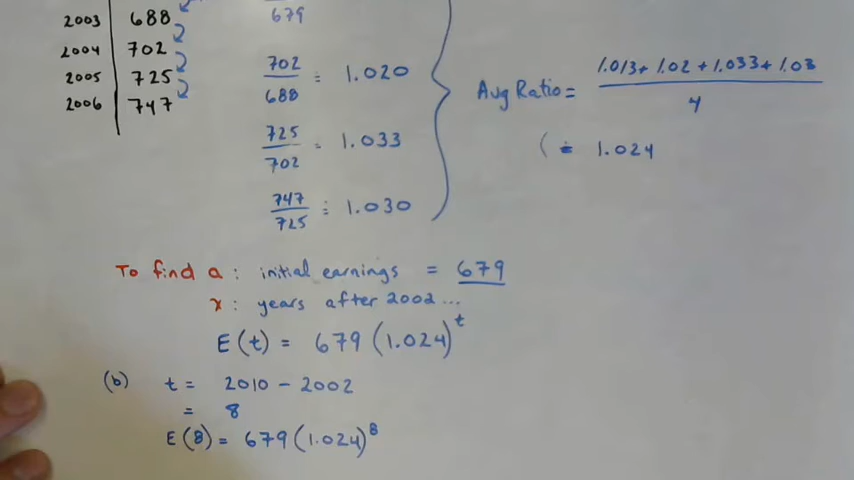 2003 688
2004 702
2005 725
2006 747
679
702/688 ≐ 1.020
725/702 = 1.033
747/725 ≐ 1.030
Avg Ratio = (1.013 + 1.02 + 1.033 + 1.03)/4
( ≐ 1.024
To find a : initial earnings = 679
x : years after 2002 ...
E(t) = 679 (1.024)^t
(b) t = 2010 - 2002
= 8
E(8) = 679 (1.024)^8